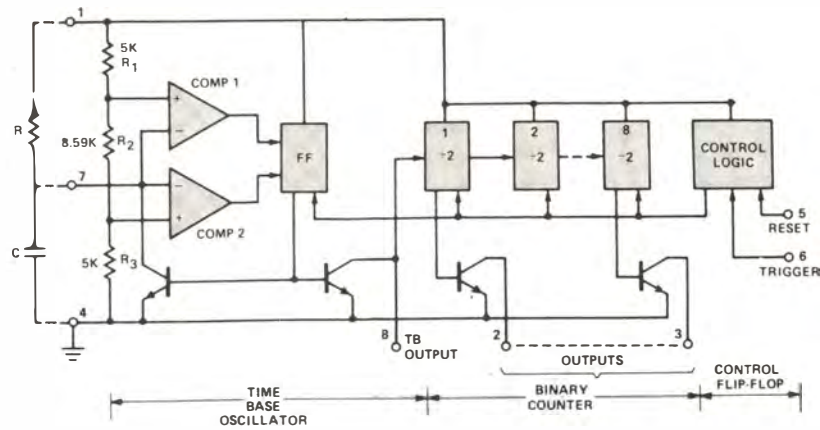 1
5K
R1
COMP 1
R
8.59K
R2
FF
1
÷2
2
÷2
8
÷2
CONTROL
LOGIC
7
5
RESET
COMP 2
C
5K
R3
6
TRIGGER
4
8
TB
OUTPUT
2
OUTPUTS
3
TIME
BASE
OSCILLATOR
BINARY
COUNTER
CONTROL
FLIP-FLOP